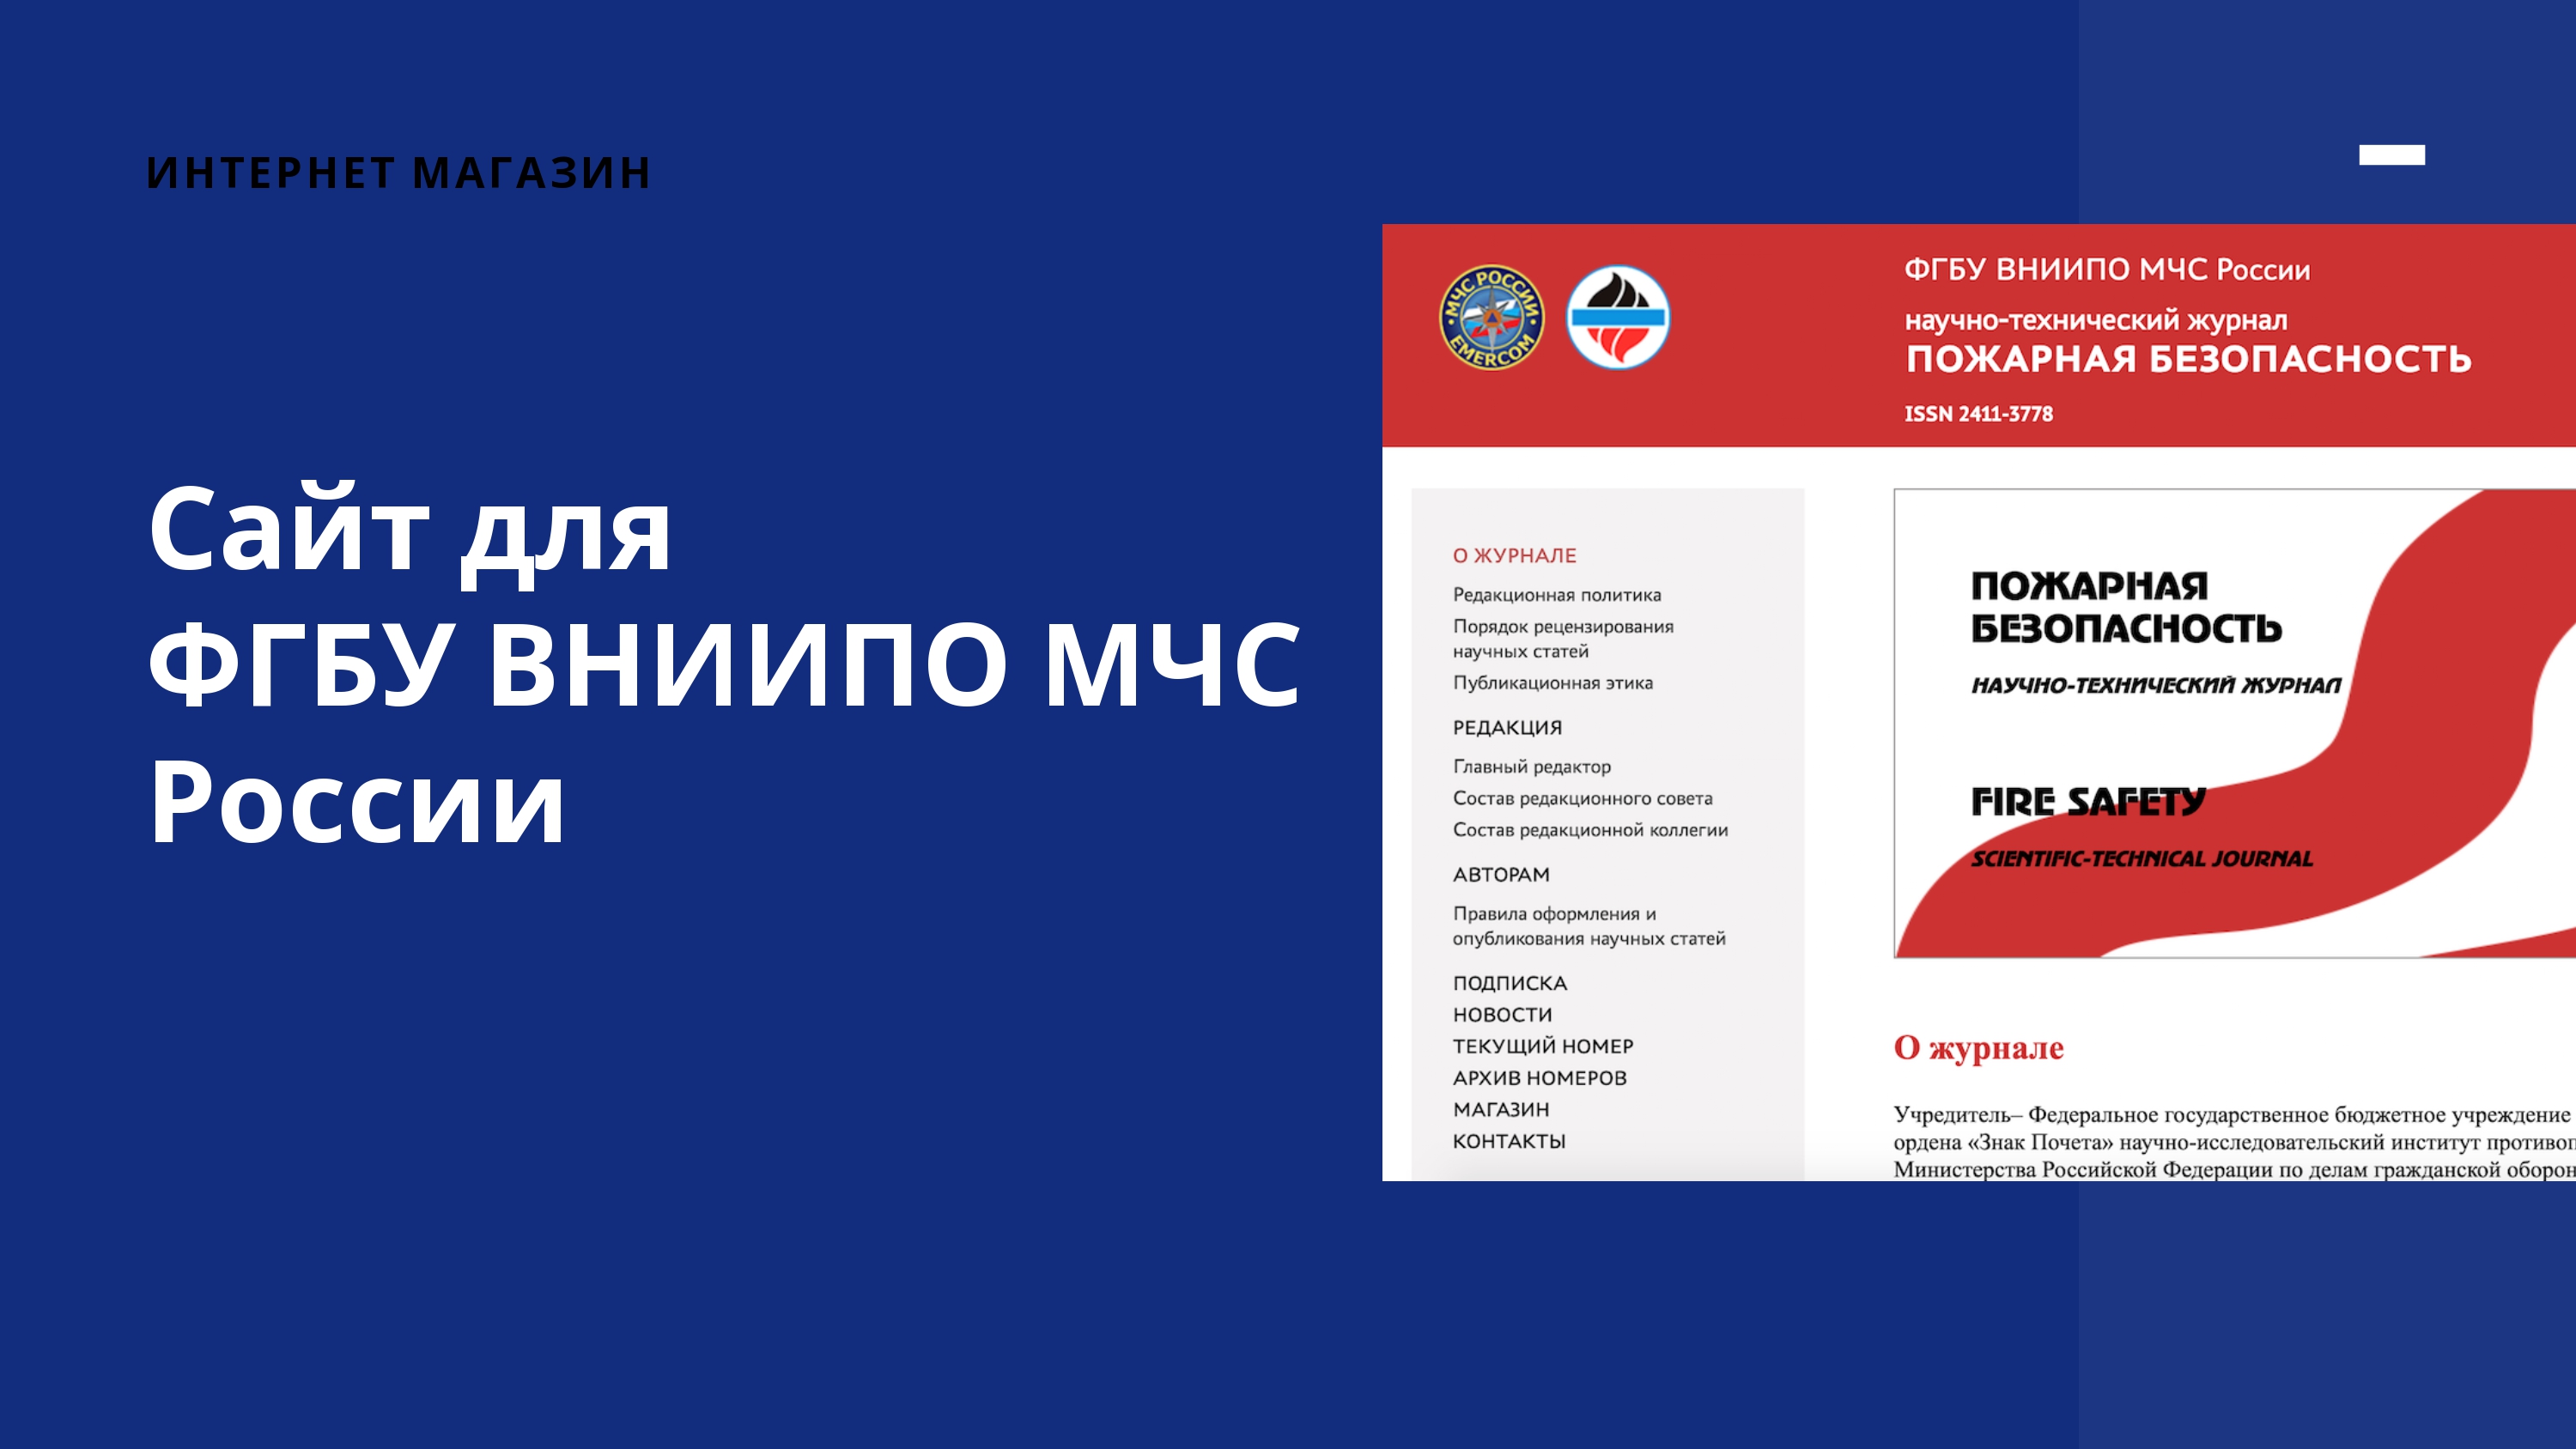 ИНТЕРНЕТ МАГАЗИН
Сайт для
ФГБУ ВНИИПО МЧС
России
МЧС РОССИИ
EMERCOM
ФГБУ ВНИИПО МЧС России
научно-технический журнал
ПОЖАРНАЯ БЕЗОПАСНОСТЬ
ISSN 2411-3778
О ЖУРНАЛЕ
Редакционная политика
Порядок рецензирования
научных статей
Публикационная этика
РЕДАКЦИЯ
Главный редактор
Состав редакционного совета
Состав редакционной коллегии
АВТОРАМ
Правила оформления и
опубликования научных статей
ПОДПИСКА
НОВОСТИ
ТЕКУЩИЙ НОМЕР
АРХИВ НОМЕРОВ
МАГАЗИН
КОНТАКТЫ
ПОЖАРНАЯ
БЕЗОПАСНОСТЬ
НАУЧНО-ТЕХНИЧЕСКИЙ ЖУРНАЛ
FIRE SAFETY
SCIENTIFIC-TECHNICAL JOURNAL
О журнале
Учредитель– Федеральное государственное бюджетное учреждение
ордена «Знак Почета» научно-исследовательский институт
Министерства Российской Федерации по делам гражданской